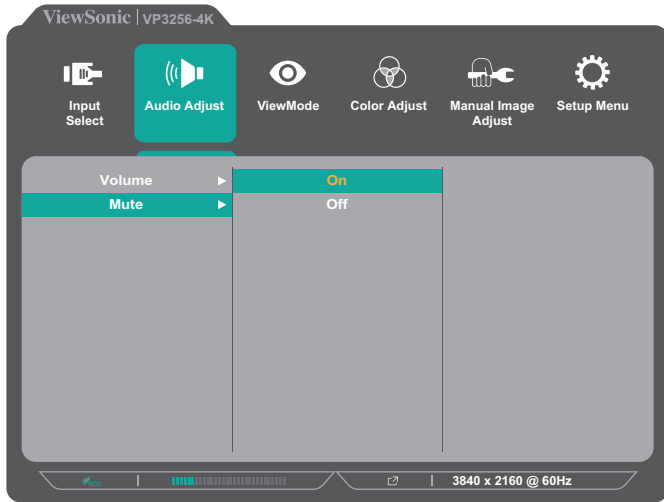 ViewSonic | VP3256-4K
Input
Select
Audio Adjust
ViewMode
Color Adjust
Manual Image
Adjust
Setup Menu
Volume
On
Mute
Off
eco
3840 x 2160 @ 60Hz